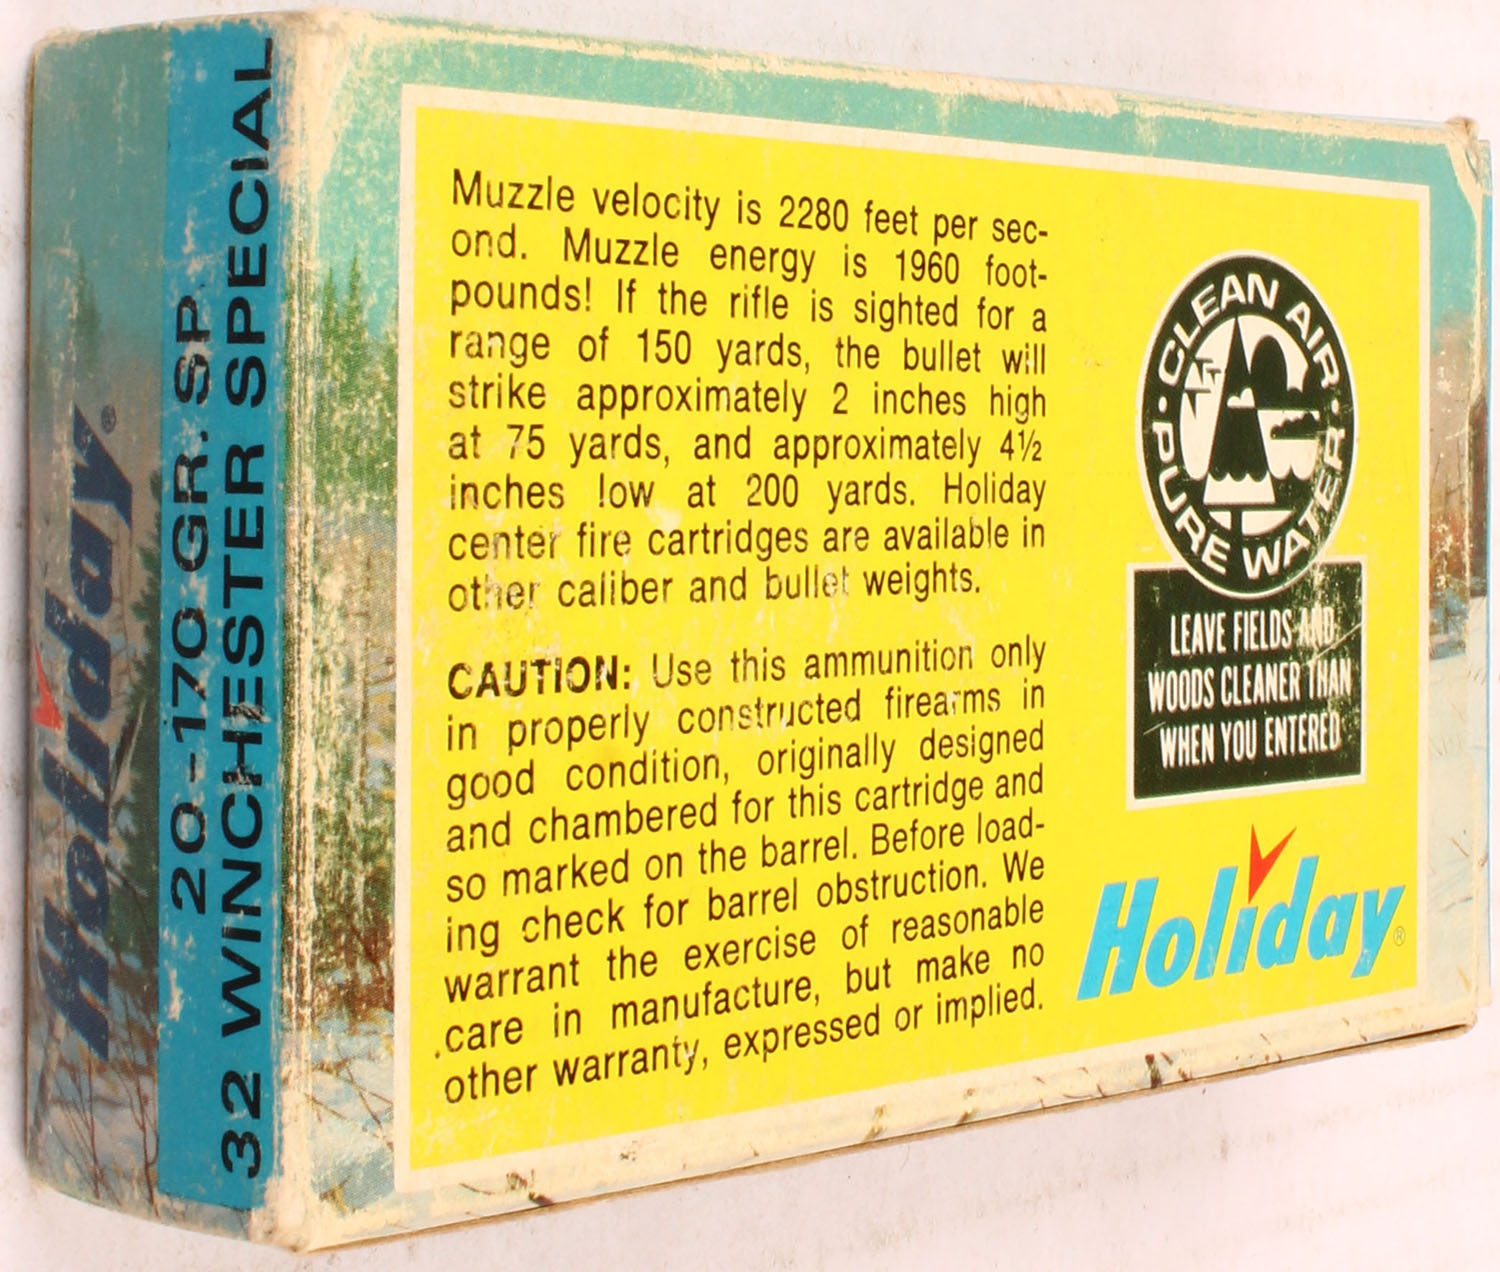 Holiday®
20-170 GR. SP.
32 WINCHESTER SPECIAL
Muzzle velocity is 2280 feet per sec-
ond. Muzzle energy is 1960 foot-
pounds! If the rifle is sighted for a
range of 150 yards, the bullet will
strike approximately 2 inches high
at 75 yards, and approximately 4½
inches low at 200 yards. Holiday
center fire cartridges are available in
other caliber and bullet weights.
CAUTION: Use this ammunition only
in properly constructed firearms in
good condition, originally designed
and chambered for this cartridge and
so marked on the barrel. Before load-
ing check for barrel obstruction. We
warrant the exercise of reasonable
care in manufacture, but make no
other warranty, expressed or implied.
· CLEAN AIR ·
PURE WATER
LEAVE FIELDS AND
WOODS CLEANER THAN
WHEN YOU ENTERED
Holiday®